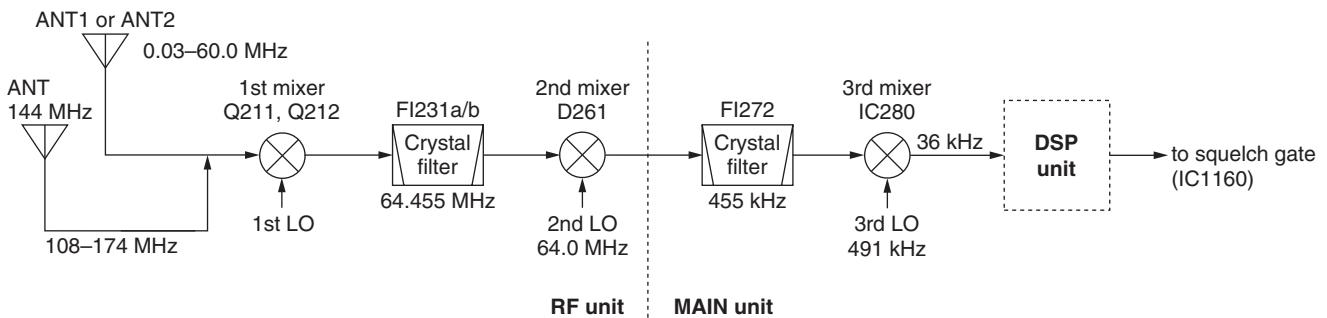 ANT1 or ANT2
0.03–60.0 MHz
ANT
144 MHz
108–174 MHz
1st mixer
Q211, Q212
1st LO
FI231a/b
Crystal
filter
64.455 MHz
2nd mixer
D261
2nd LO
64.0 MHz
RF unit
MAIN unit
FI272
Crystal
filter
455 kHz
3rd mixer
IC280
36 kHz
3rd LO
491 kHz
DSP
unit
to squelch gate
(IC1160)